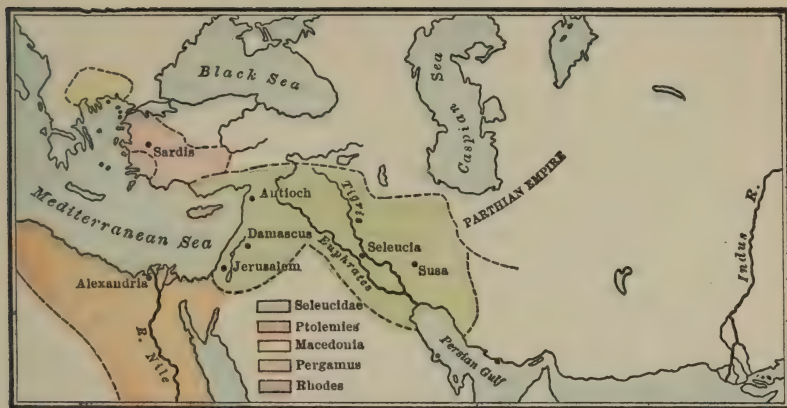 Black Sea
Caspian Sea
Sardis
Mediterranean Sea
Antioch
Tigris
PARTHIAN EMPIRE
Indus R.
Damascus
Euphrates
Seleucia
Susa
Jerusalem
Alexandria
R. Nile
Persian Gulf
Seleucidae
Ptolemies
Macedonia
Pergamus
Rhodes